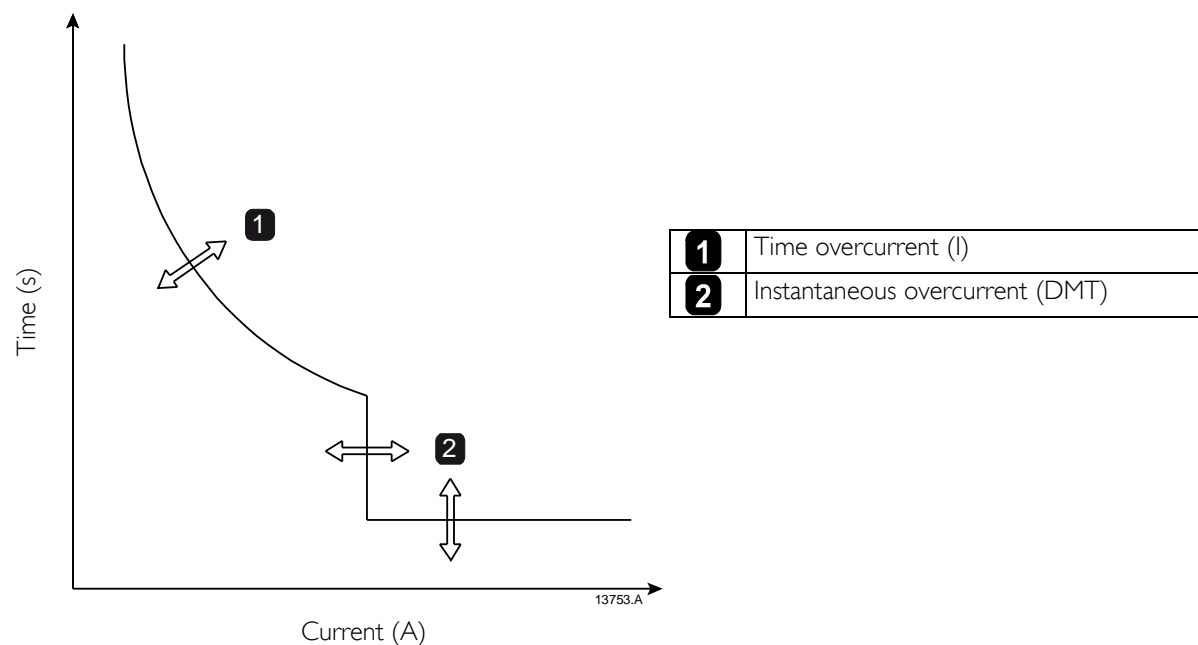 1
1 Time overcurrent (I)
2 Instantaneous overcurrent (DMT)
Time (s)
2
13753.A
Current (A)